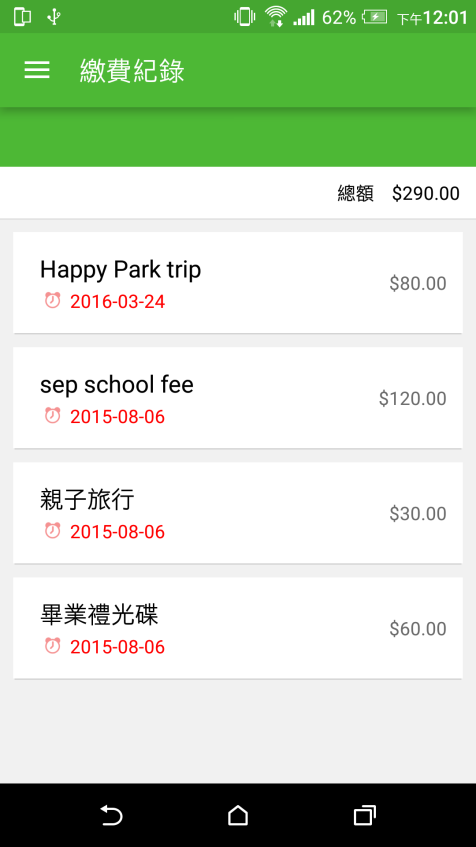 62% 下午12:01
繳費紀錄
總額 $290.00
Happy Park trip
$80.00
2016-03-24
sep school fee
$120.00
2015-08-06
親子旅行
$30.00
2015-08-06
畢業禮光碟
$60.00
2015-08-06